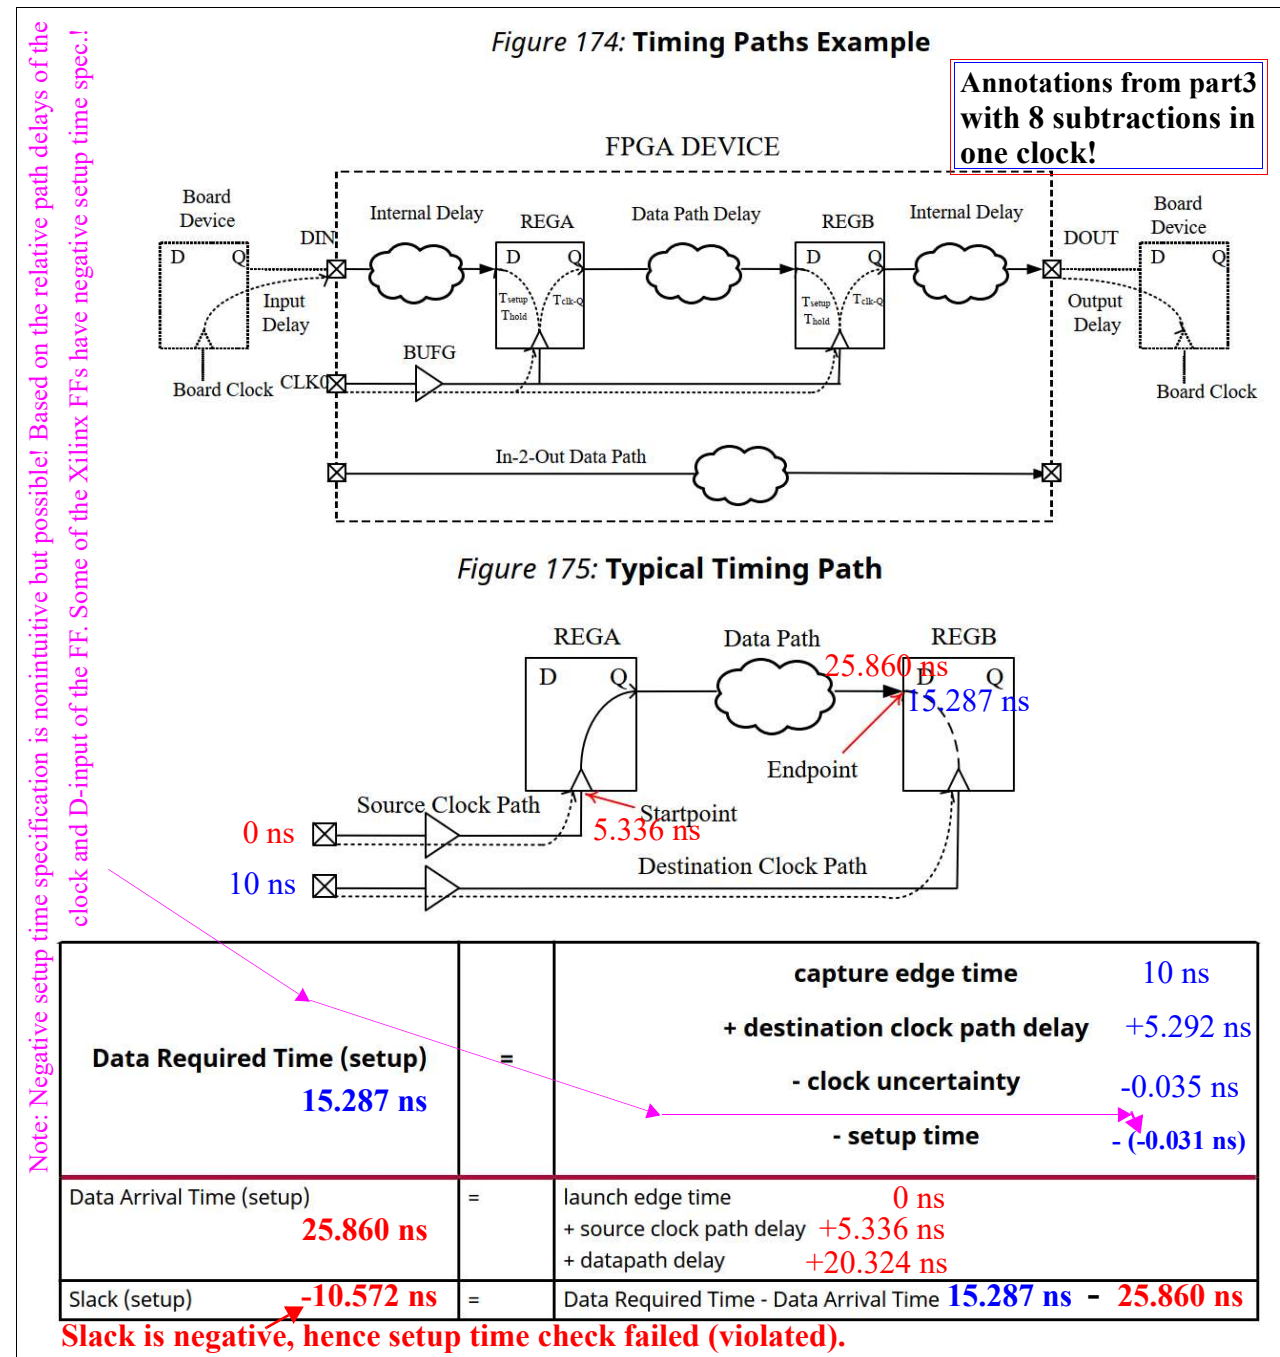 Note: Negative setup time specification is nonintuitive but possible! Based on the relative path delays of the
clock and D-input of the FF. Some of the Xilinx FFs have negative setup time spec.!
Figure 174: Timing Paths Example
Annotations from part3
with 8 subtractions in
one clock!
FPGA DEVICE
Board
Device
D Q
Input
Delay
Board Clock
DIN
CLK0
Internal Delay
BUFG
REGA
D Q
Tsetup
Thold
Tclk-Q
Data Path Delay
REGB
D Q
Tsetup
Thold
Tclk-Q
Internal Delay
DOUT
Output
Delay
Board
Device
D Q
Board Clock
In-2-Out Data Path
Figure 175: Typical Timing Path
REGA
D Q
Data Path
REGB
D Q
25.860 ns
15.287 ns
Endpoint
Source Clock Path
Startpoint
0 ns
5.336 ns
10 ns
Destination Clock Path
Data Required Time (setup)
15.287 ns
=
capture edge time 10 ns
+ destination clock path delay +5.292 ns
- clock uncertainty -0.035 ns
- setup time - (-0.031 ns)
Data Arrival Time (setup)
25.860 ns
=
launch edge time 0 ns
+ source clock path delay +5.336 ns
+ datapath delay +20.324 ns
Slack (setup) -10.572 ns = Data Required Time - Data Arrival Time 15.287 ns - 25.860 ns
Slack is negative, hence setup time check failed (violated).